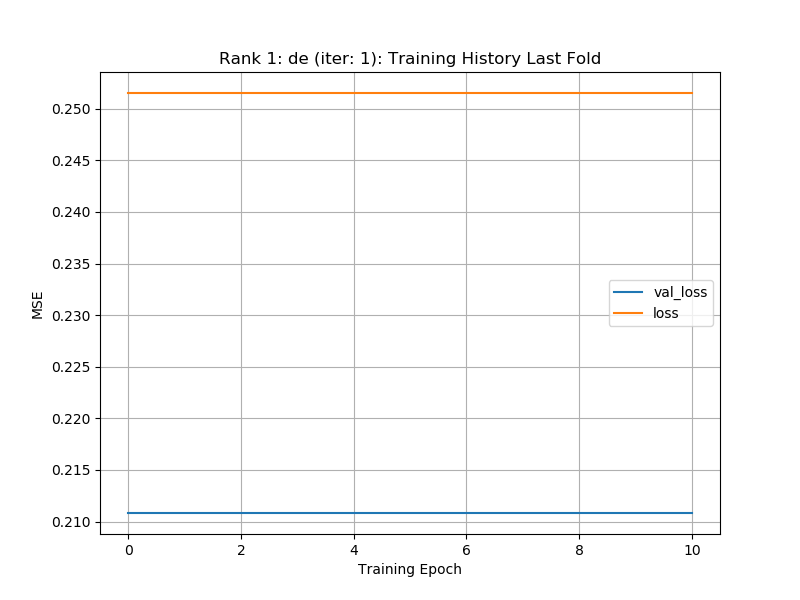 Rank 1: de (iter: 1): Training History Last Fold
0.250
0.245
0.240
0.235
0.230
0.225
0.220
0.215
0.210
MSE
val_loss
loss
0 2 4 6 8 10
Training Epoch